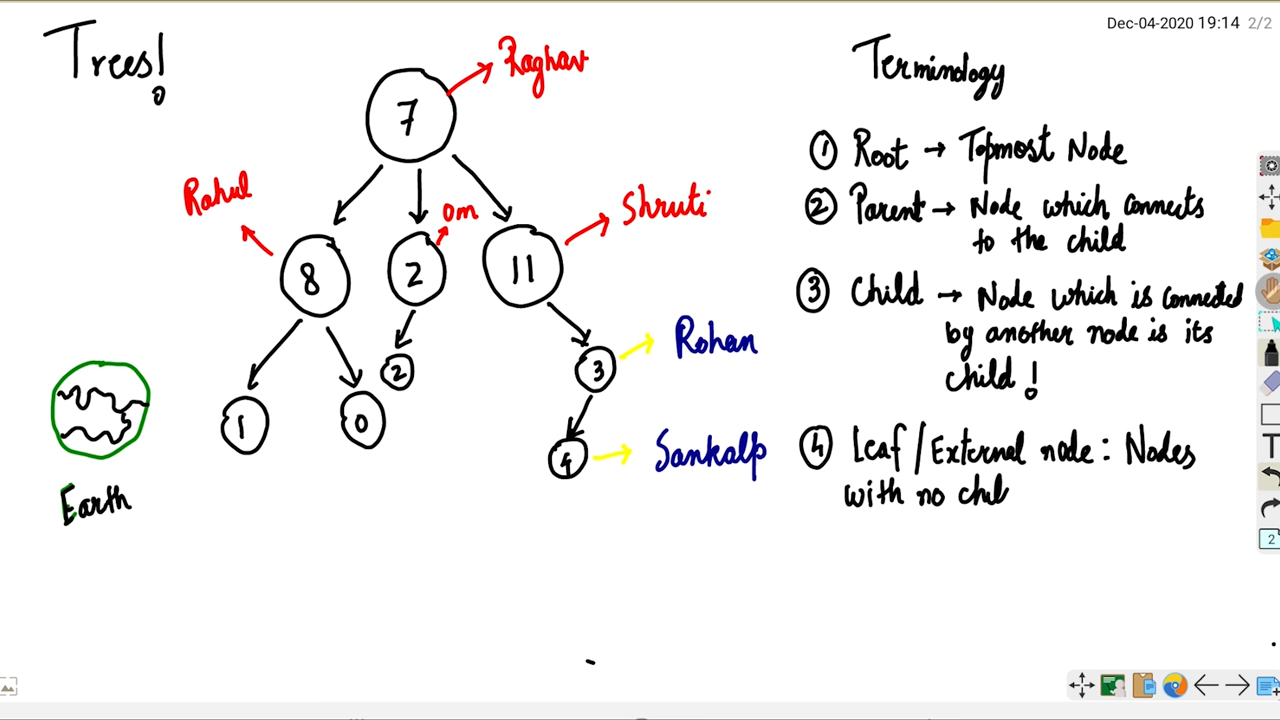 Dec-04-2020 19:14 2/2
Trees!
Terminology
Raghav
7
Rahul
Om
Shruti
8
2
11
2
3
Rohan
1
0
4
Sankalp
Earth
① Root → Topmost Node
② Parent → Node which connects
to the child
③ Child → Node which is connected
by another node is its
child !
④ Leaf / External node : Nodes
with no chil
T
2